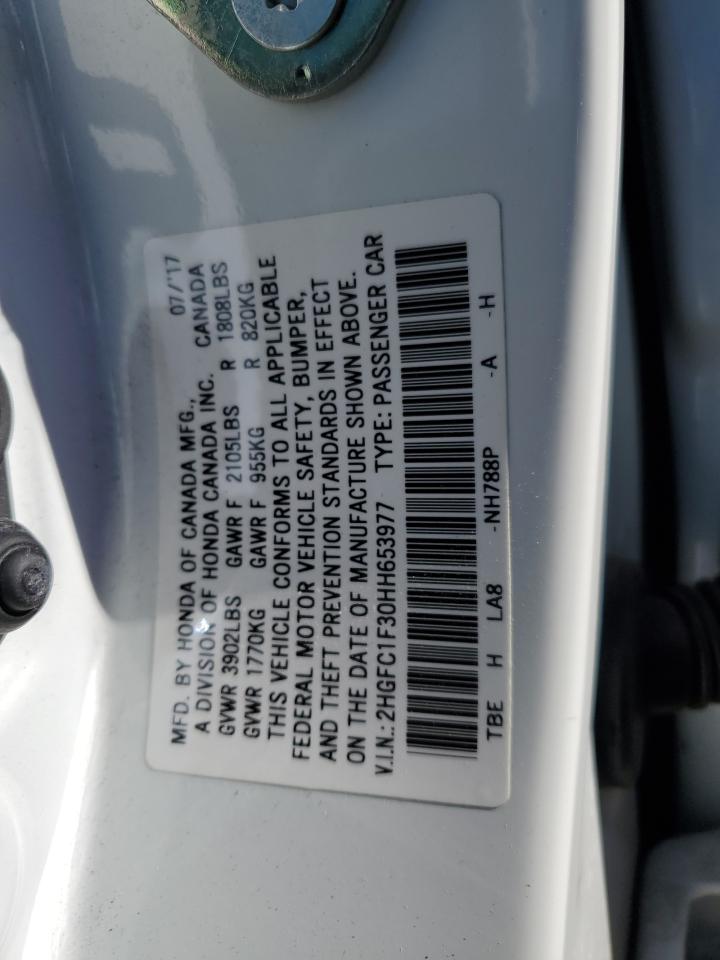 MFD. BY HONDA OF CANADA MFG., 07/'17
A DIVISION OF HONDA CANADA INC. CANADA
GVWR 3902LBS GAWR F 2105LBS R 1808LBS
GVWR 1770KG GAWR F 955KG R 820KG
THIS VEHICLE CONFORMS TO ALL APPLICABLE
FEDERAL MOTOR VEHICLE SAFETY, BUMPER,
AND THEFT PREVENTION STANDARDS IN EFFECT
ON THE DATE OF MANUFACTURE SHOWN ABOVE.
V.I.N.: 2HGFC1F30HH653977 TYPE: PASSENGER CAR
TBE H LA8 -NH788P -A -H